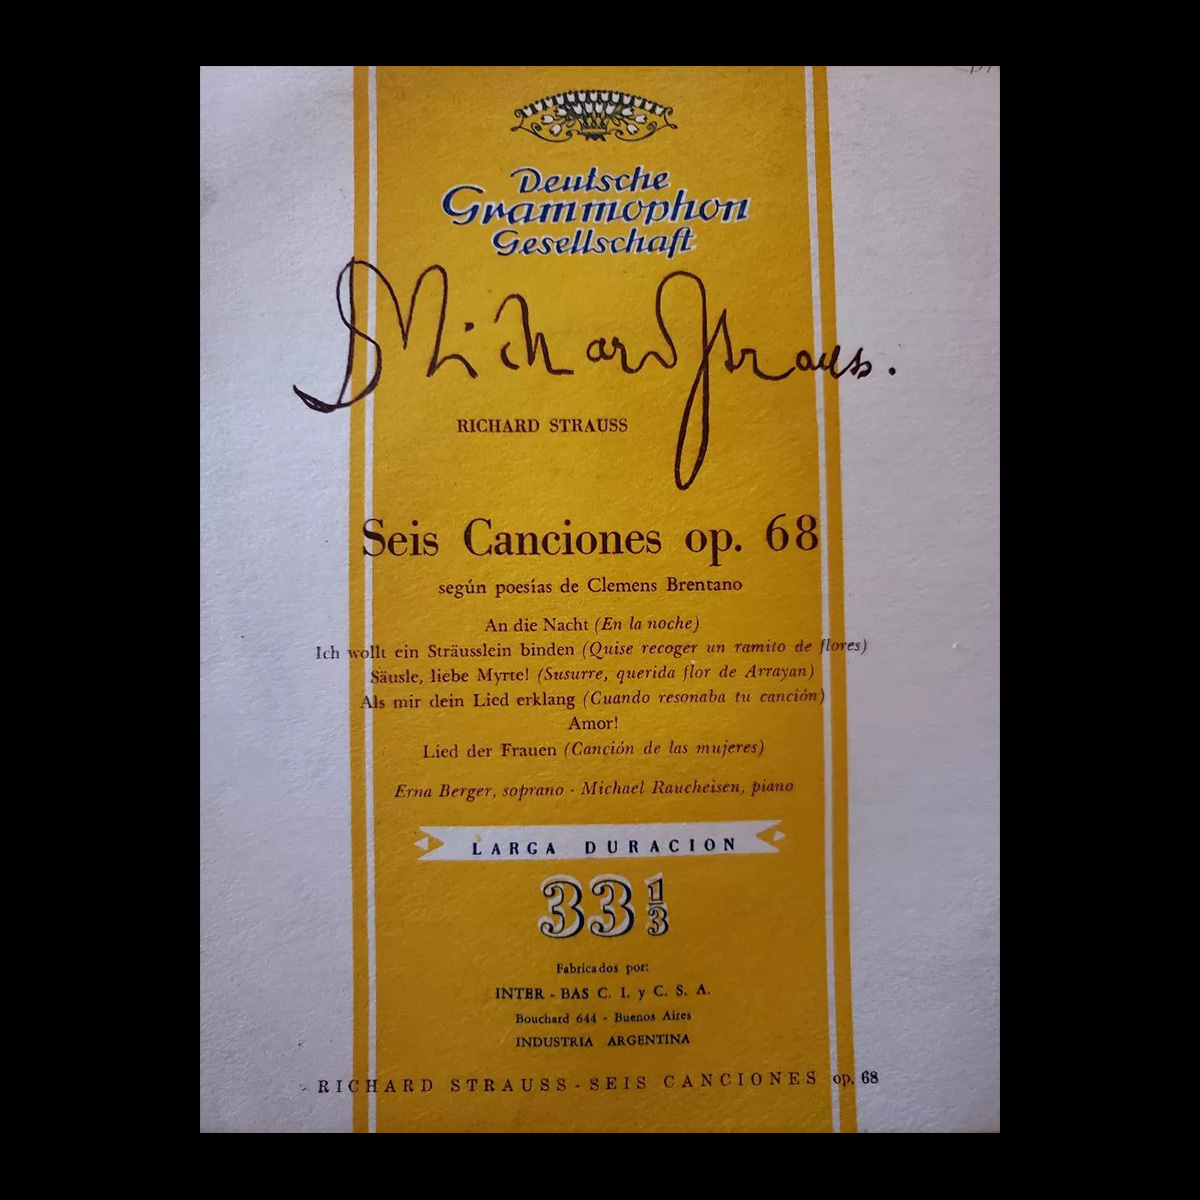 Deutsche
Grammophon
Gesellschaft
Richard Strauss.
RICHARD STRAUSS
Seis Canciones op. 68
según poesías de Clemens Brentano
An die Nacht (En la noche)
Ich wollt ein Sträusslein binden (Quise recoger un ramito de flores)
Säusle, liebe Myrte! (Susurre, querida flor de Arrayan)
Als mir dein Lied erklang (Cuando resonaba tu canción)
Amor!
Lied der Frauen (Canción de las mujeres)
Erna Berger, soprano - Michael Raucheisen, piano
LARGA DURACION
33 1/3
Fabricados por:
INTER - BAS C. I. y C. S. A.
Bouchard 644 - Buenos Aires
INDUSTRIA ARGENTINA
RICHARD STRAUSS - SEIS CANCIONES op. 68